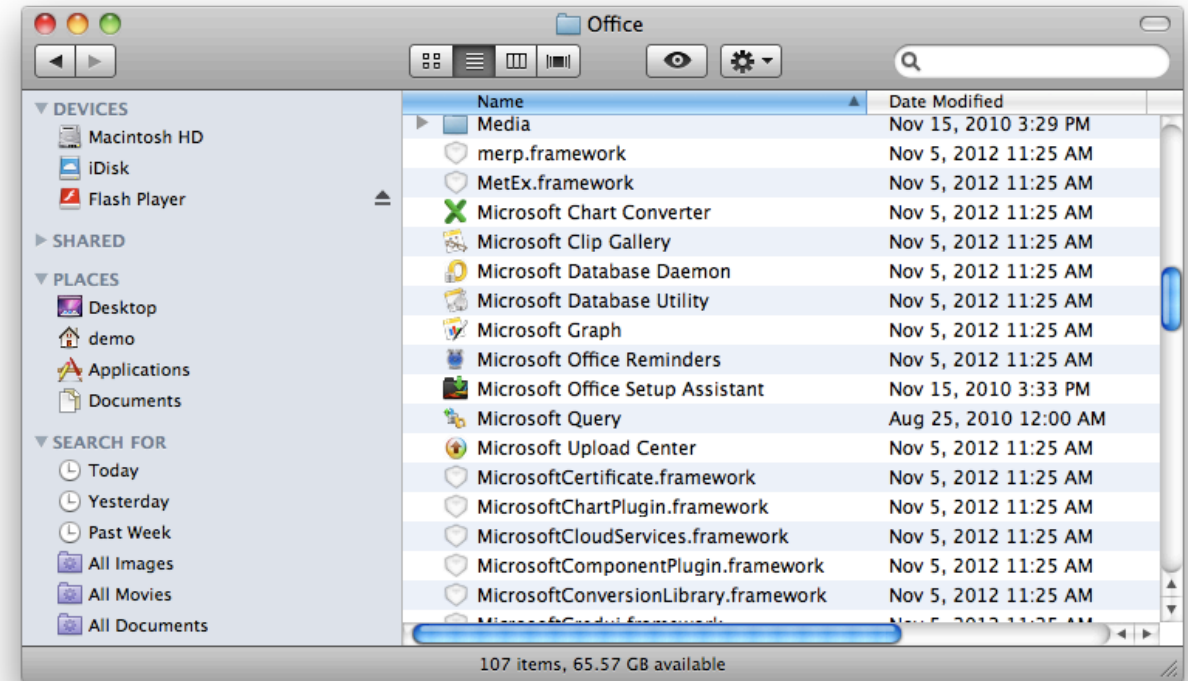 Office
DEVICES
Macintosh HD
iDisk
Flash Player
SHARED
PLACES
Desktop
demo
Applications
Documents
SEARCH FOR
Today
Yesterday
Past Week
All Images
All Movies
All Documents
Name Date Modified
Media Nov 15, 2010 3:29 PM
merp.framework Nov 5, 2012 11:25 AM
MetEx.framework Nov 5, 2012 11:25 AM
Microsoft Chart Converter Nov 5, 2012 11:25 AM
Microsoft Clip Gallery Nov 5, 2012 11:25 AM
Microsoft Database Daemon Nov 5, 2012 11:25 AM
Microsoft Database Utility Nov 5, 2012 11:25 AM
Microsoft Graph Nov 5, 2012 11:25 AM
Microsoft Office Reminders Nov 5, 2012 11:25 AM
Microsoft Office Setup Assistant Nov 15, 2010 3:33 PM
Microsoft Query Aug 25, 2010 12:00 AM
Microsoft Upload Center Nov 5, 2012 11:25 AM
MicrosoftCertificate.framework Nov 5, 2012 11:25 AM
MicrosoftChartPlugin.framework Nov 5, 2012 11:25 AM
MicrosoftCloudServices.framework Nov 5, 2012 11:25 AM
MicrosoftComponentPlugin.framework Nov 5, 2012 11:25 AM
MicrosoftConversionLibrary.framework Nov 5, 2012 11:25 AM
107 items, 65.57 GB available